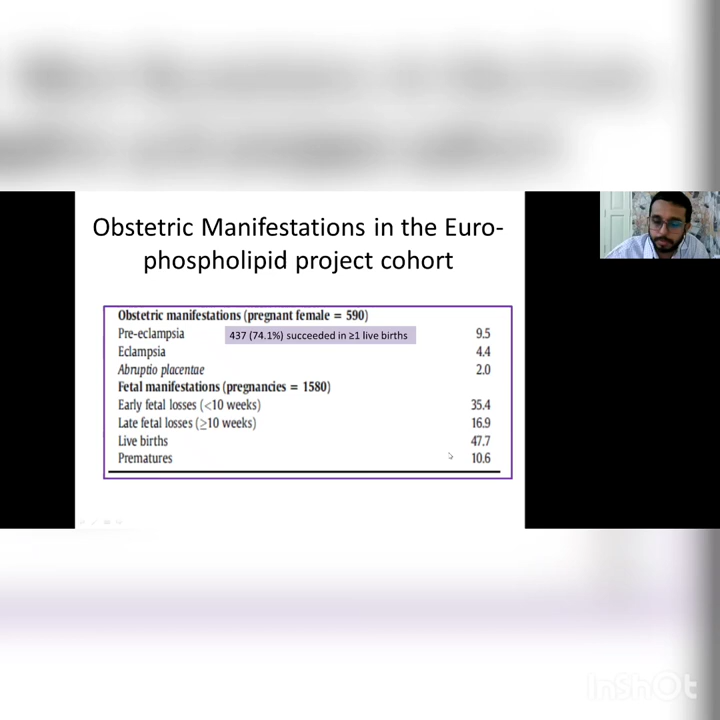 Obstetric Manifestations in the Euro-
phospholipid project cohort
Obstetric manifestations (pregnant female = 590)
Pre-eclampsia 437 (74.1%) succeeded in ≥1 live births 9.5
Eclampsia 4.4
Abruptio placentae 2.0
Fetal manifestations (pregnancies = 1580)
Early fetal losses (<10 weeks) 35.4
Late fetal losses (≥10 weeks) 16.9
Live births 47.7
Prematures 10.6
InShOt